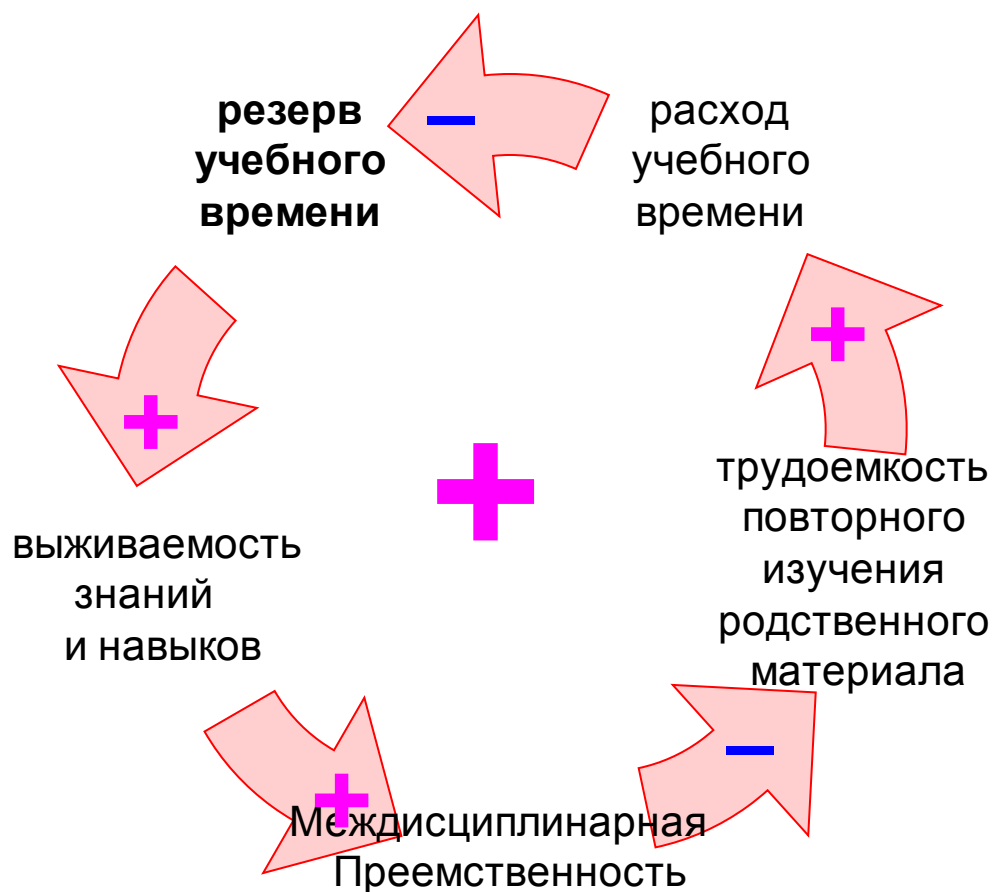 резерв
учебного
времени
расход
учебного
времени
трудоемкость
повторного
изучения
родственного
материала
выживаемость
знаний
и навыков
Междисциплинарная
Преемственность